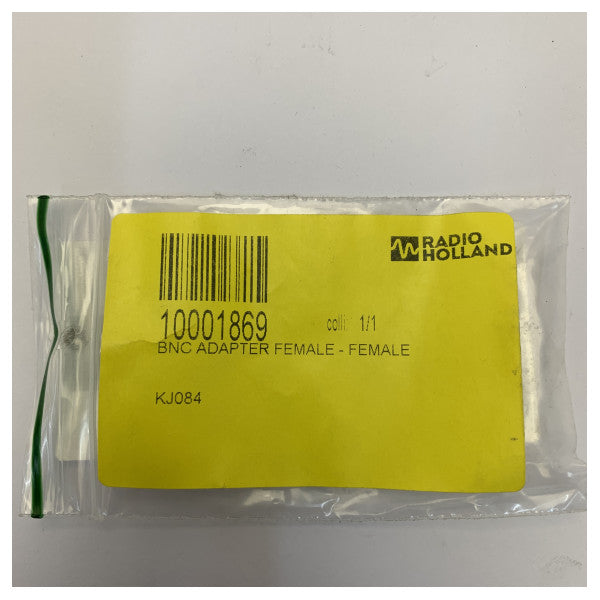 RADIO
HOLLAND
10001869 colli 1/1
BNC ADAPTER FEMALE - FEMALE
KJ084